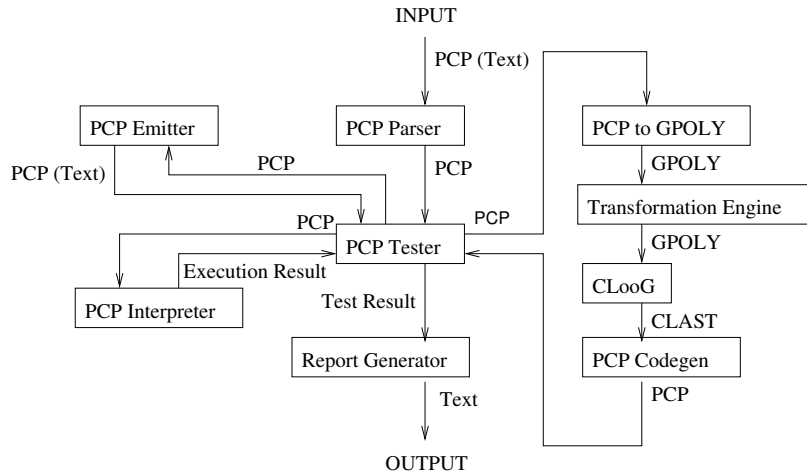 INPUT
PCP (Text)
PCP Emitter
PCP Parser
PCP to GPOLY
PCP (Text)
PCP
PCP
GPOLY
Transformation Engine
PCP
PCP
PCP Tester
GPOLY
Execution Result
CLooG
PCP Interpreter
Test Result
CLAST
Report Generator
PCP Codegen
Text
PCP
OUTPUT